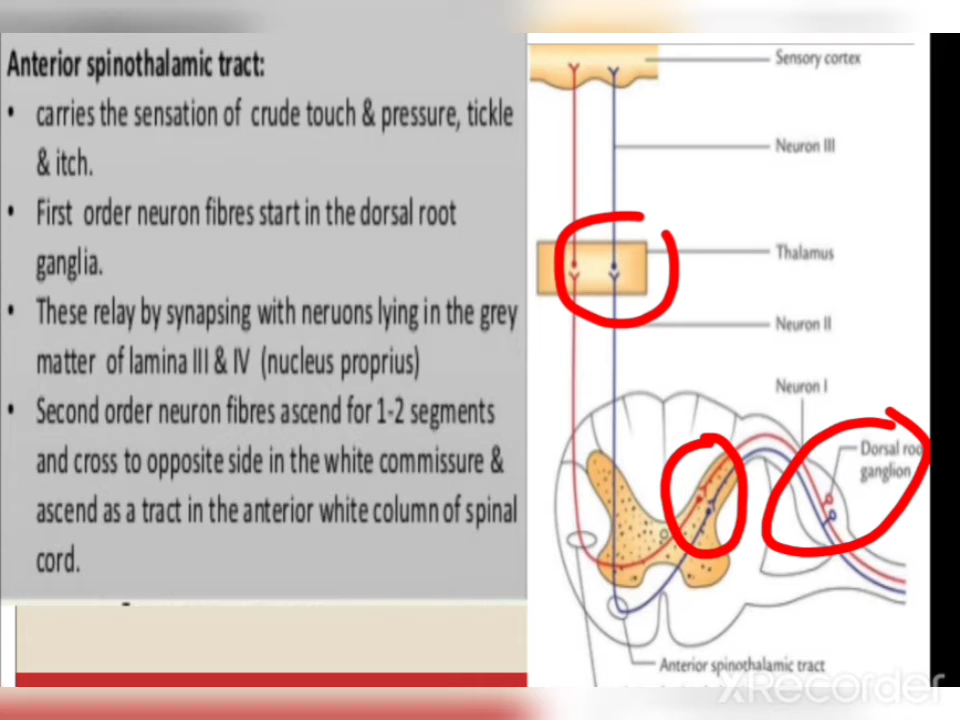 Anterior spinothalamic tract:
• carries the sensation of crude touch & pressure, tickle
& itch.
• First order neuron fibres start in the dorsal root
ganglia.
• These relay by synapsing with neruons lying in the grey
matter of lamina III & IV (nucleus proprius)
• Second order neuron fibres ascend for 1-2 segments
and cross to opposite side in the white commissure &
ascend as a tract in the anterior white column of spinal
cord.
Sensory cortex
Neuron III
Thalamus
Neuron II
Neuron I
Dorsal roo
ganglion
Anterior spinothalamic tract
XRecorder